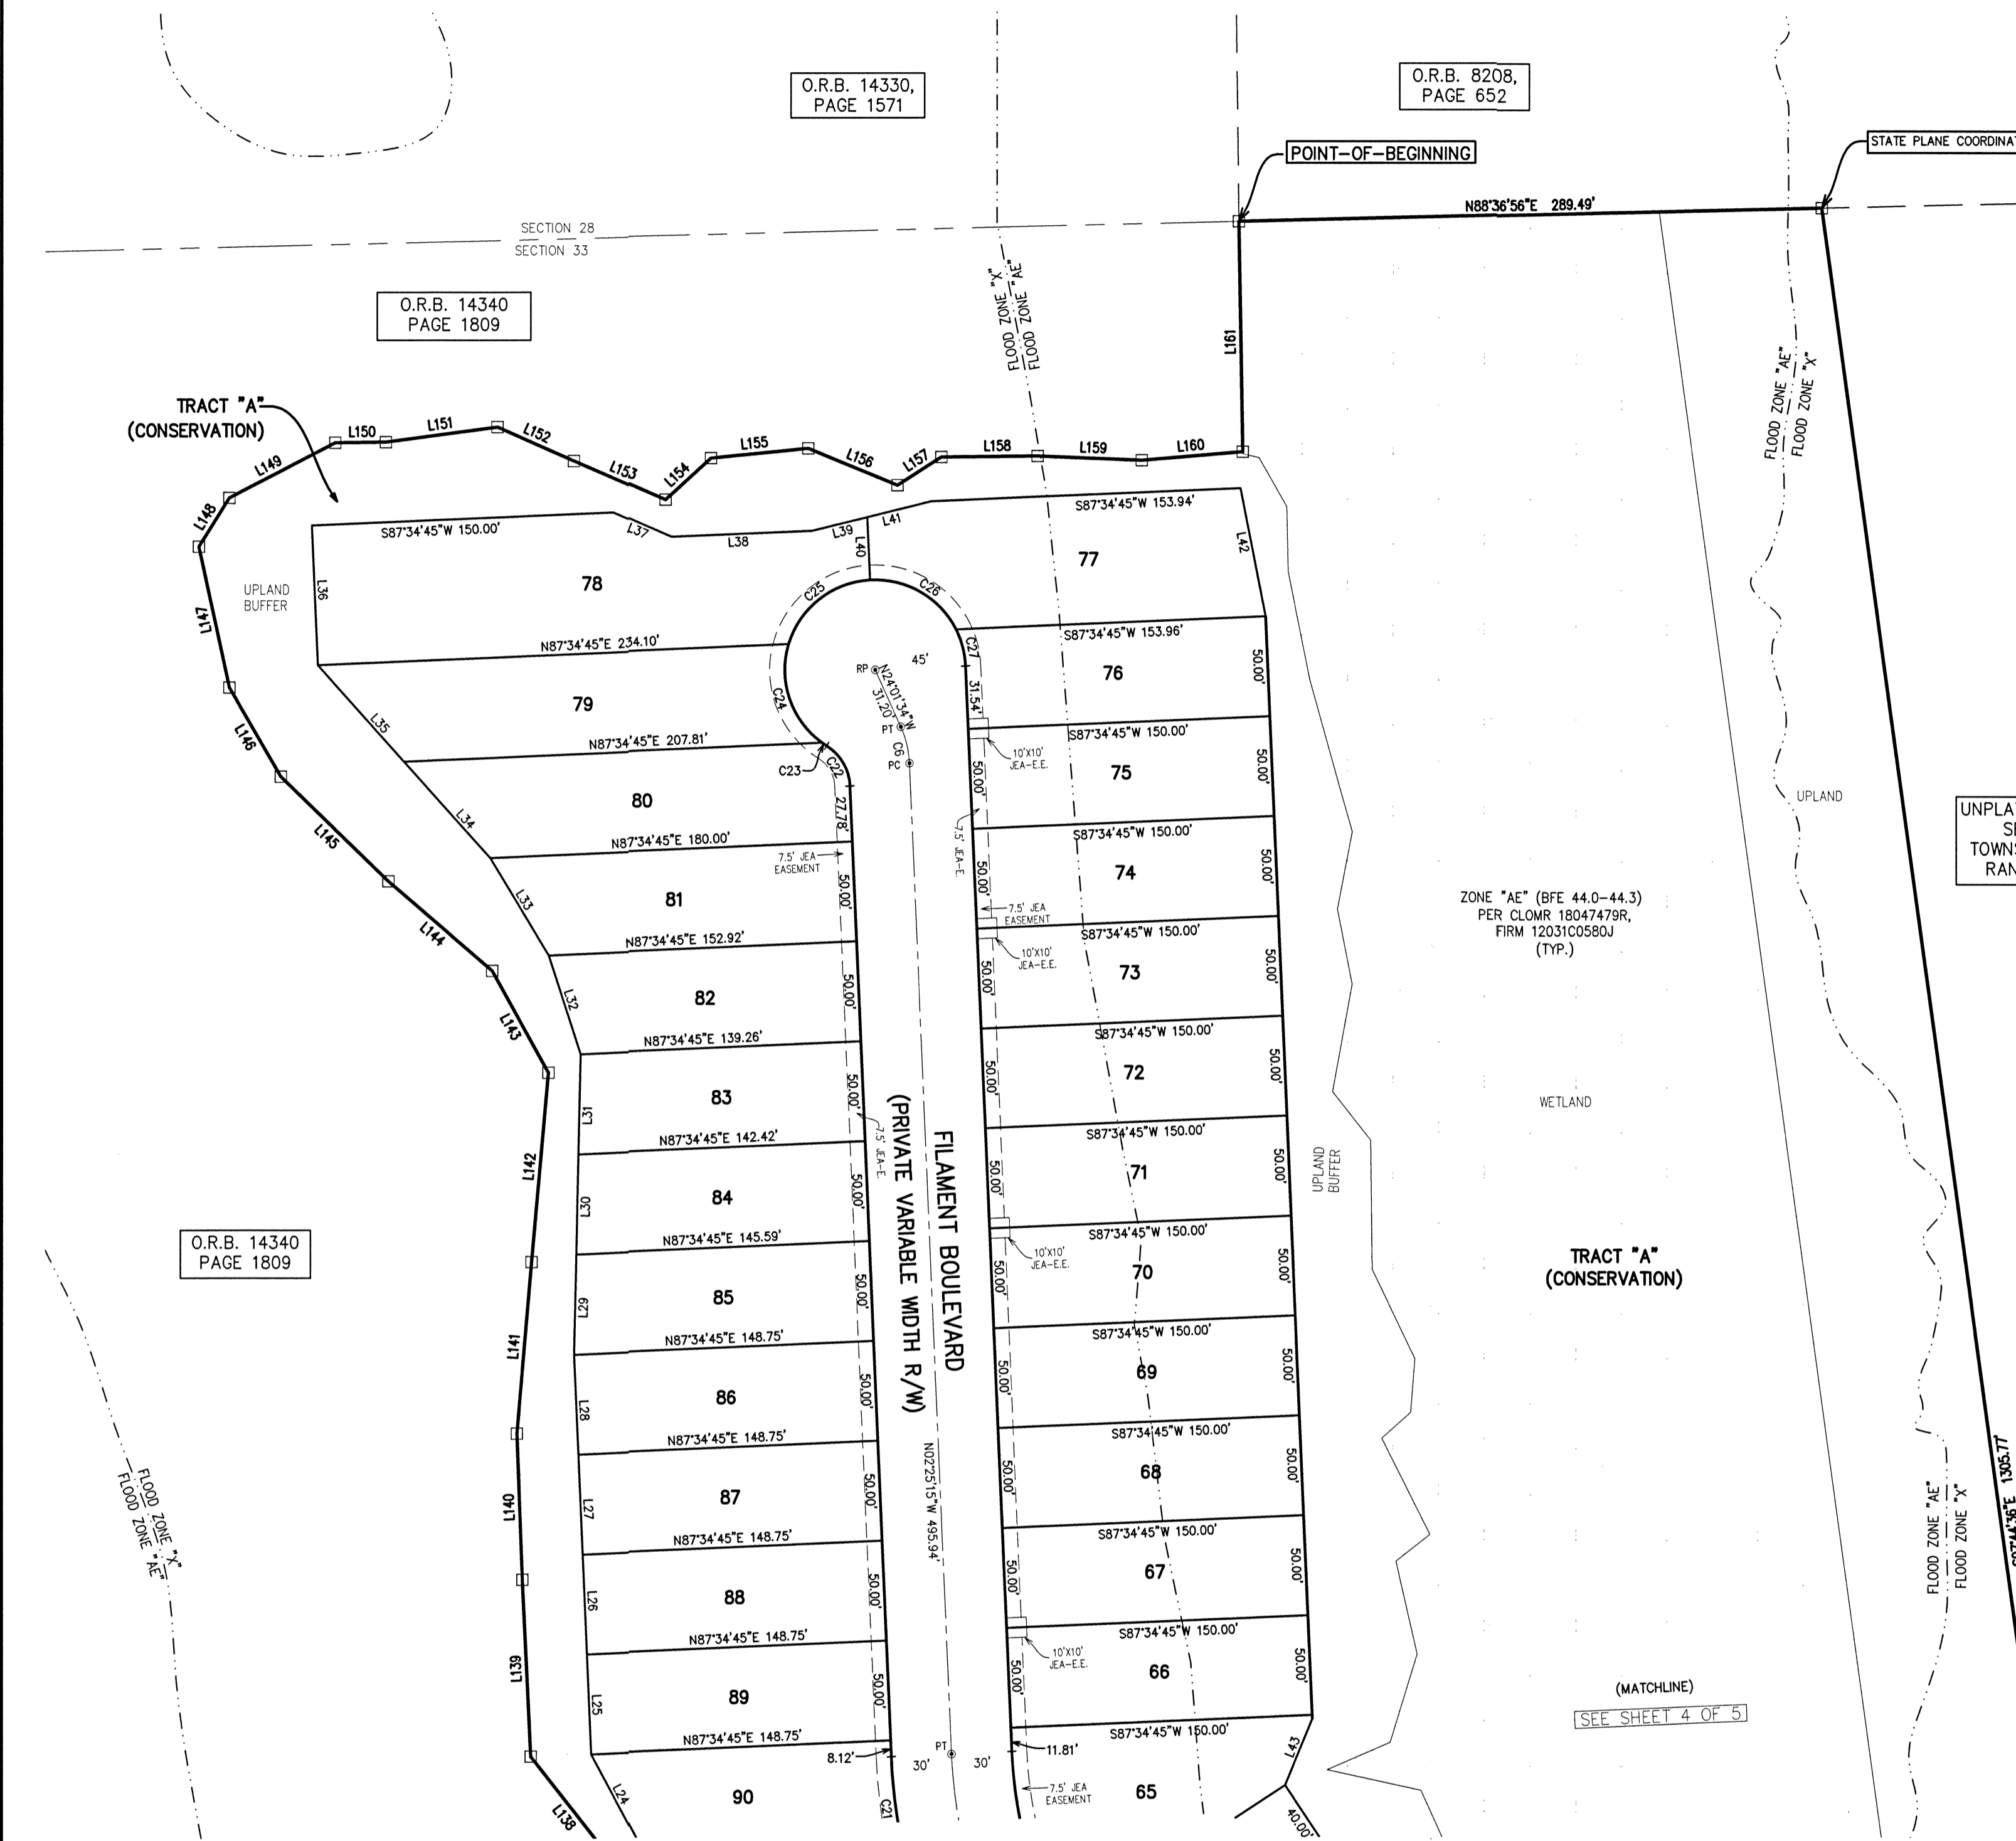 O.R.B. 14330,
PAGE 1571
O.R.B. 8208,
PAGE 652
POINT-OF-BEGINNING
STATE PLANE COORDINA
N88°36'56"E 289.49'
SECTION 28
SECTION 33
O.R.B. 14340
PAGE 1809
FLOOD ZONE "X"
FLOOD ZONE "AE"
L161
FLOOD ZONE "AE"
FLOOD ZONE "X"
TRACT "A"
(CONSERVATION)
L150
L151
L152
L153
L154
L155
L156
L157
L158
L159
L160
L149
L148
L147
L146
L145
L144
L143
L142
L141
L140
L139
L138
UPLAND
BUFFER
S87°34'45"W 150.00'
L37
L38
L39
L40
L41
S87°34'45"W 153.94'
L42
L36
78
77
C25
C26
N87°34'45"E 234.10'
S87°34'45"W 153.96'
C27
RP
45'
N24°01'34"W
31.20'
PT
C6
PC
C24
79
L35
N87°34'45"E 207.81'
C23
C22
27.78'
31.54'
76
50.00'
S87°34'45"W 150.00'
10'X10'
JEA-E.E.
50.00'
75
50.00'
7.5' JEA-E.
80
L34
N87°34'45"E 180.00'
7.5' JEA
EASEMENT
S87°34'45"W 150.00'
50.00'
74
50.00'
7.5' JEA
EASEMENT
81
L33
50.00'
N87°34'45"E 152.92'
S87°34'45"W 150.00'
10'X10'
JEA-E.E.
50.00'
73
50.00'
82
L32
50.00'
N87°34'45"E 139.26'
S87°34'45"W 150.00'
50.00'
72
50.00'
83
L31
50.00'
7.5' JEA-E.
N87°34'45"E 142.42'
S87°34'45"W 150.00'
50.00'
71
50.00'
84
L30
50.00'
N87°34'45"E 145.59'
S87°34'45"W 150.00'
10'X10'
JEA-E.E.
50.00'
70
50.00'
85
L29
50.00'
N87°34'45"E 148.75'
S87°34'45"W 150.00'
50.00'
69
50.00'
86
L28
50.00'
N87°34'45"E 148.75'
S87°34'45"W 150.00'
50.00'
68
50.00'
87
L27
50.00'
N87°34'45"E 148.75'
S87°34'45"W 150.00'
50.00'
67
50.00'
88
L26
50.00'
N87°34'45"E 148.75'
S87°34'45"W 150.00'
10'X10'
JEA-E.E.
50.00'
66
50.00'
89
L25
50.00'
N87°34'45"E 148.75'
S87°34'45"W 150.00'
8.12'
PT
30'
30'
11.81'
L43
90
L24
C21
7.5' JEA
EASEMENT
65
40.00'
FILAMENT BOULEVARD
(PRIVATE VARIABLE WIDTH R/W)
N02°25'15"W 495.94'
UPLAND
BUFFER
UPLAND
ZONE "AE" (BFE 44.0-44.3)
PER CLOMR 18047479R,
FIRM 12031C0580J
(TYP.)
WETLAND
TRACT "A"
(CONSERVATION)
(MATCHLINE)
SEE SHEET 4 OF 5
UNPLA
SE
TOWNS
RAN
O.R.B. 14340
PAGE 1809
FLOOD ZONE "X"
FLOOD ZONE "AE"
FLOOD ZONE "AE"
FLOOD ZONE "X"
1305.77'